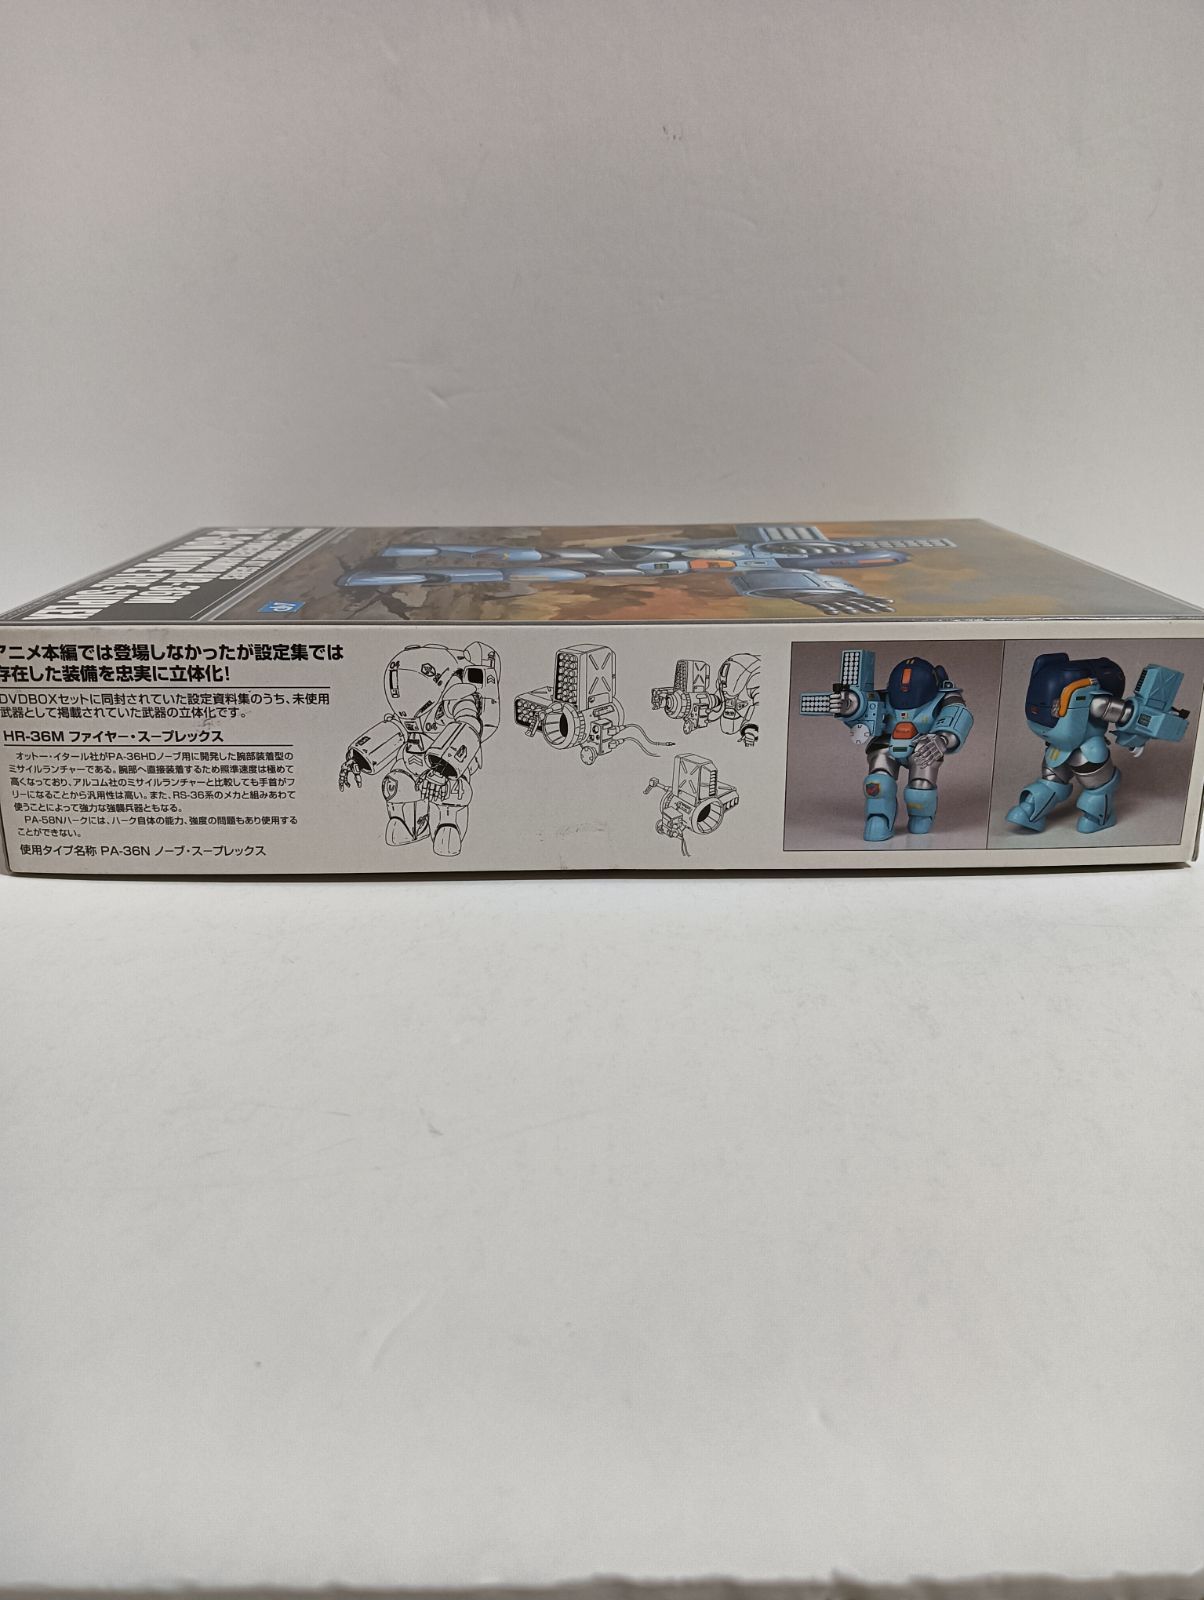 アニメ本編では登場しなかったが設定集では
存在した装備を忠実に立体化!
DVDBOXセットに同封されていた設定資料集のうち、未使用
武器として掲載されていた武器の立体化です。
HR-36M ファイヤー・スープレックス
オットー・イタール社がPA-36HDノーブ用に開発した腕部装着型の
ミサイルランチャーである。腕部へ直接装着するため照準速度は極めて
高くなっており、アルコム社のミサイルランチャーと比較しても手首がフ
リーになることから汎用性は高い。また、RS-36系のメカと組みあわて
使うことによって強力な強襲兵器ともなる。
PA-58Nハークには、ハーク自体の能力、強度の問題もあり使用する
ことができない。
使用タイプ名称 PA-36N ノーブ・スープレックス